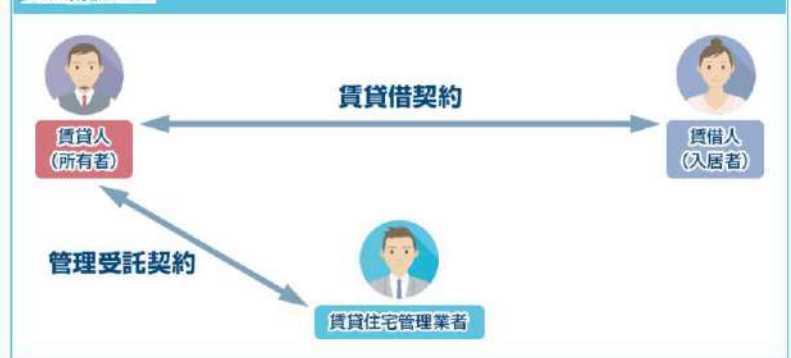 賃貸借契約
賃貸人
(所有者)
賃借人
(入居者)
管理受託契約
賃貸住宅管理業者